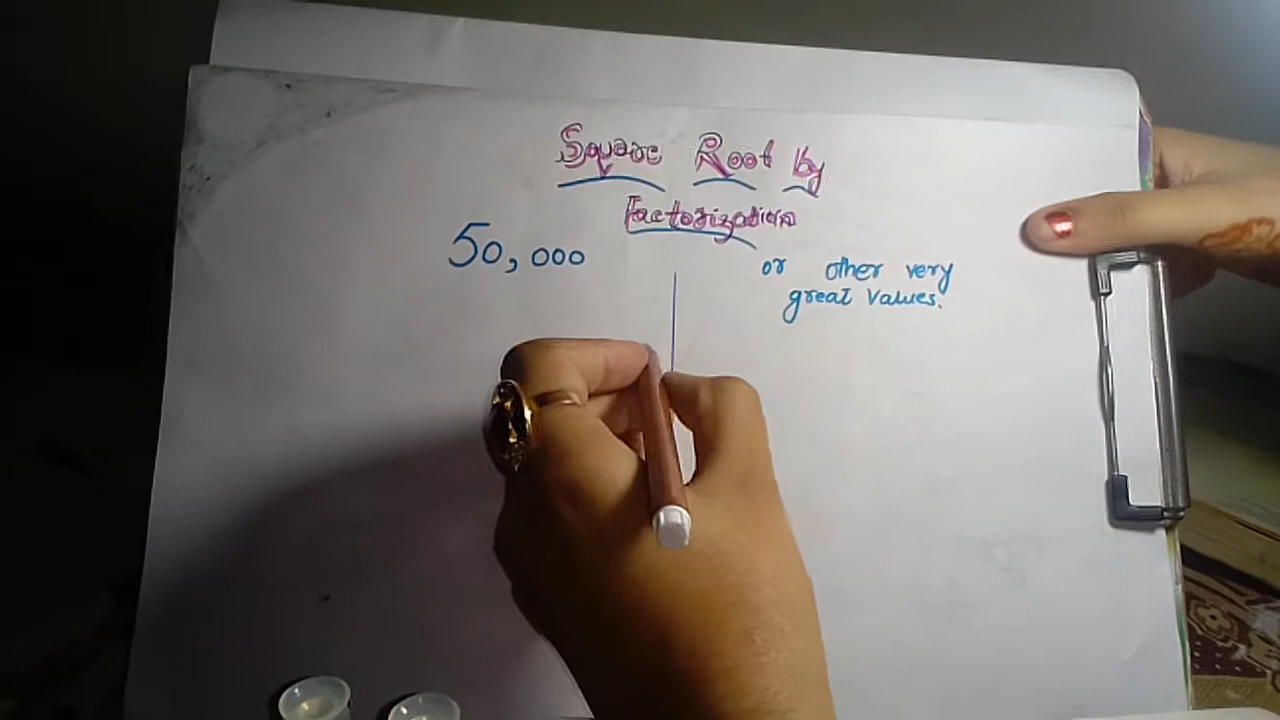 Square Root by
Factorization
50,000
or other very
great values.